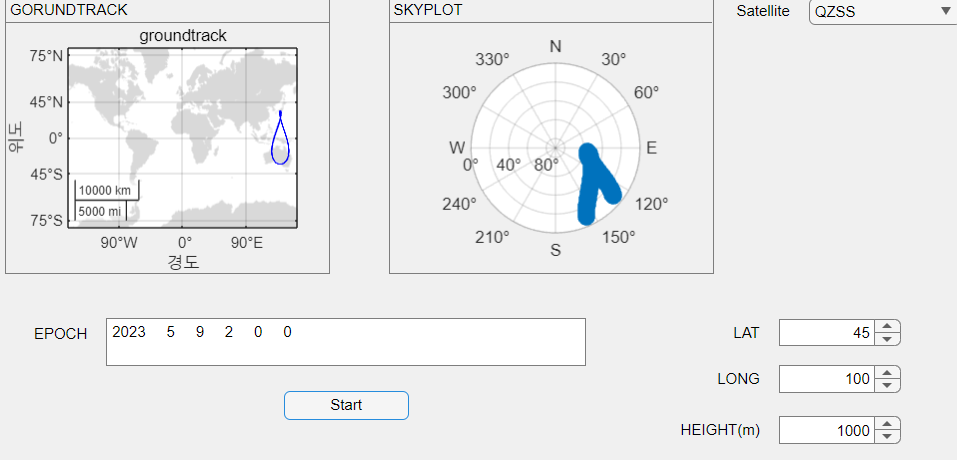 GORUNDTRACK
groundtrack
75°N
45°N
0°
45°S
75°S
위도
10000 km
5000 mi
90°W 0° 90°E
경도
SKYPLOT
N
330° 30°
300° 60°
W E
0° 40° 80°
240° 120°
210° 150°
S
Satellite QZSS
EPOCH 2023 5 9 2 0 0
Start
LAT 45
LONG 100
HEIGHT(m) 1000